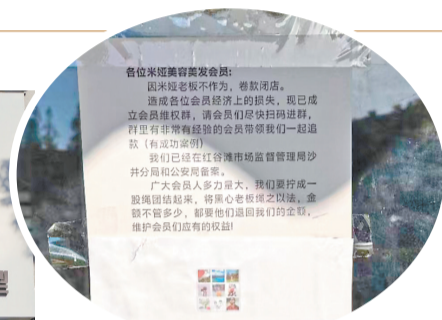 各位米娅美容美发会员:
因米娅老板不作为，卷款闭店。
造成各位会员经济上的损失，现已成
立会员维权群，请会员们尽快扫码进群，
群里有非常有经验的会员带领我们一起追
款（有成功案例）
我们已经在红谷滩市场监督管理局沙
井分局和公安局备案。
广大会员人多力量大，我们要拧成一
股绳团结起来，将黑心老板绳之以法，金
额不管多少，都要他们退回我们的金额，
维护会员们应有的权益!